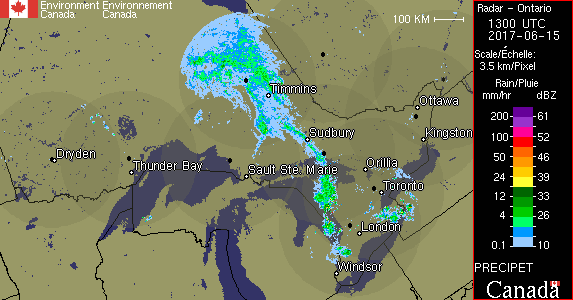 Environment Environnement
Canada Canada
100 KM
Timmins
Ottawa
Sudbury
Kingston
Dryden
Thunder Bay
Sault Ste. Marie
Orillia
Toronto
London
Windsor
Radar - Ontario
1300 UTC
2017-06-15
Scale/Échelle:
3.5 km/Pixel
Rain/Pluie
mm/hr dBZ
200 61
100 52
50 46
24 39
12 33
4 26
0.1 10
PRECIPET
Canada